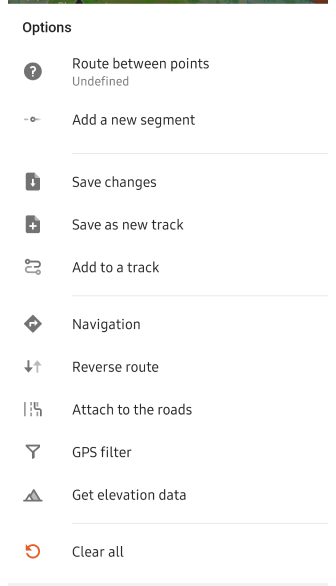 Options
Route between points
Undefined
Add a new segment
Save changes
Save as new track
Add to a track
Navigation
Reverse route
Attach to the roads
GPS filter
Get elevation data
Clear all